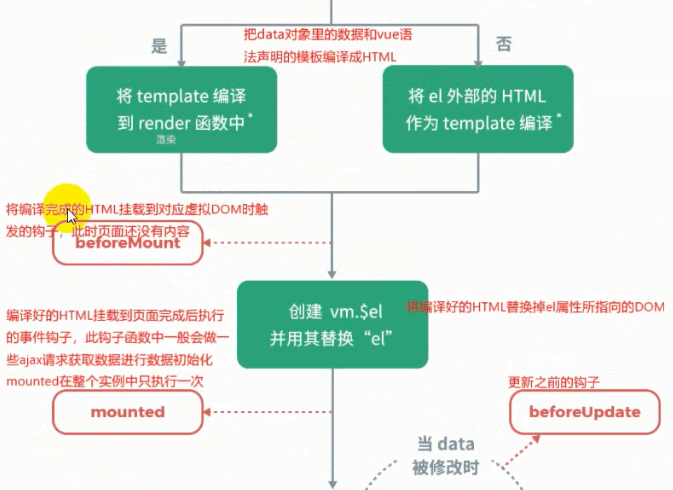 是
把data对象里的数据和vue语
法声明的模板编译成HTML
否
将 template 编译
到 render 函数中*
渲染
将 el 外部的 HTML
作为 template 编译*
将编译完成的HTML挂载到对应虚拟DOM时触
发的钩子，此时页面还没有内容
beforeMount
创建 vm.$el
并用其替换“el”
将编译好的HTML替换掉el属性所指向的DOM
编译好的HTML挂载到页面完成后执行
的事件钩子，此钩子函数中一般会做一
些ajax请求获取数据进行数据初始化
mounted在整个实例中只执行一次
mounted
更新之前的钩子
beforeUpdate
当 data
被修改时